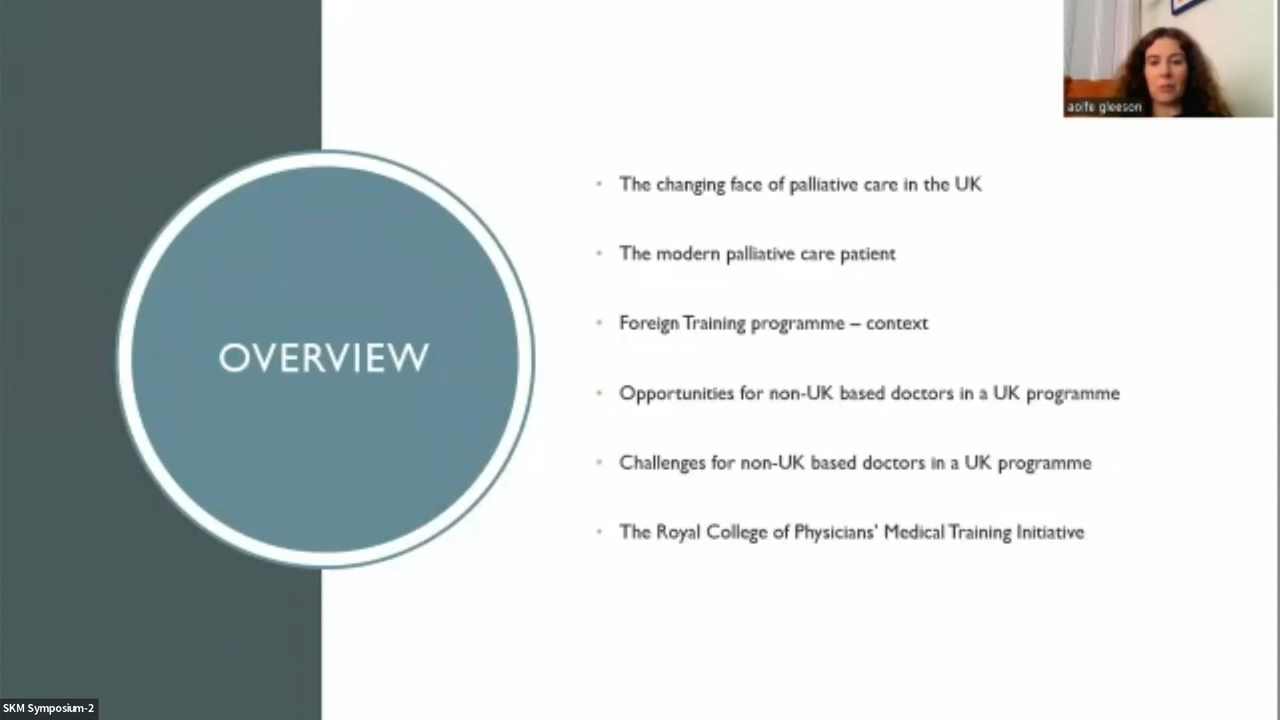 aoife gleeson
OVERVIEW
The changing face of palliative care in the UK
The modern palliative care patient
Foreign Training programme – context
Opportunities for non-UK based doctors in a UK programme
Challenges for non-UK based doctors in a UK programme
The Royal College of Physicians' Medical Training Initiative
SKM Symposium-2